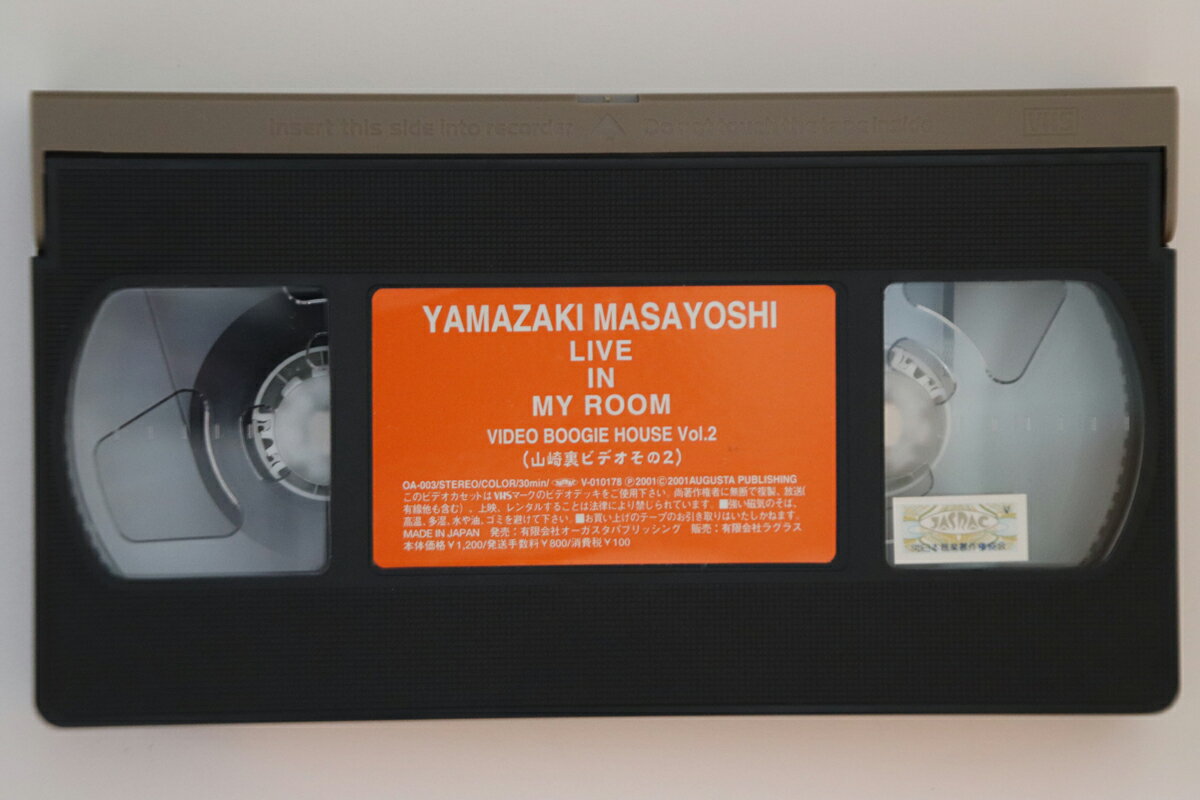 Insert this side into recorder Do not touch the tape inside VHS
YAMAZAKI MASAYOSHI
LIVE
IN
MY ROOM
VIDEO BOOGIE HOUSE Vol.2
(山崎裏ビデオその2)
OA-003/STEREO/COLOR/30min/ V-010178 Ⓟ2001Ⓒ2001AUGUSTA PUBLISHING
このビデオカセットはVHSマークのビデオデッキをご使用下さい。尚著作権者に無断で複製、放送(
有線他も含む)、上映、レンタルすることは法律により禁じられています。■強い磁気のそば、
高温、多湿、水や油、ゴミを避けて下さい。■お買い上げのテープのお引き取りはいたしかねます。
MADE IN JAPAN 発売:有限会社オーガスタパブリッシング 販売:有限会社ラグラス
本体価格¥1,200/発送手数料¥800/消費税¥100
JASRAC